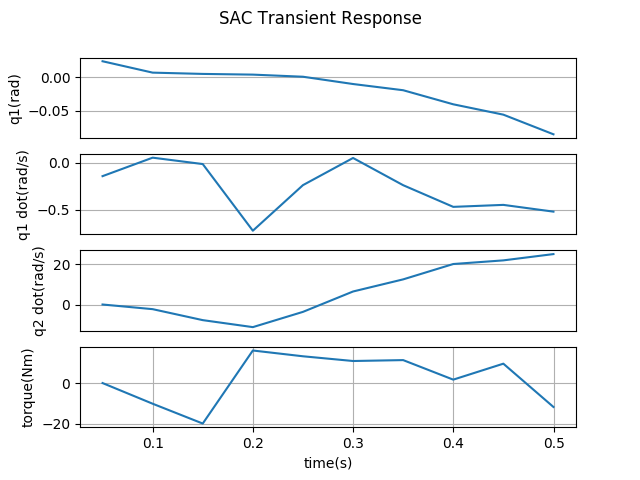 SAC Transient Response
q1(rad)
0.00
−0.05
q1 dot(rad/s)
0.0
−0.5
q2 dot(rad/s)
20
0
torque(Nm)
0
−20
0.1 0.2 0.3 0.4 0.5
time(s)